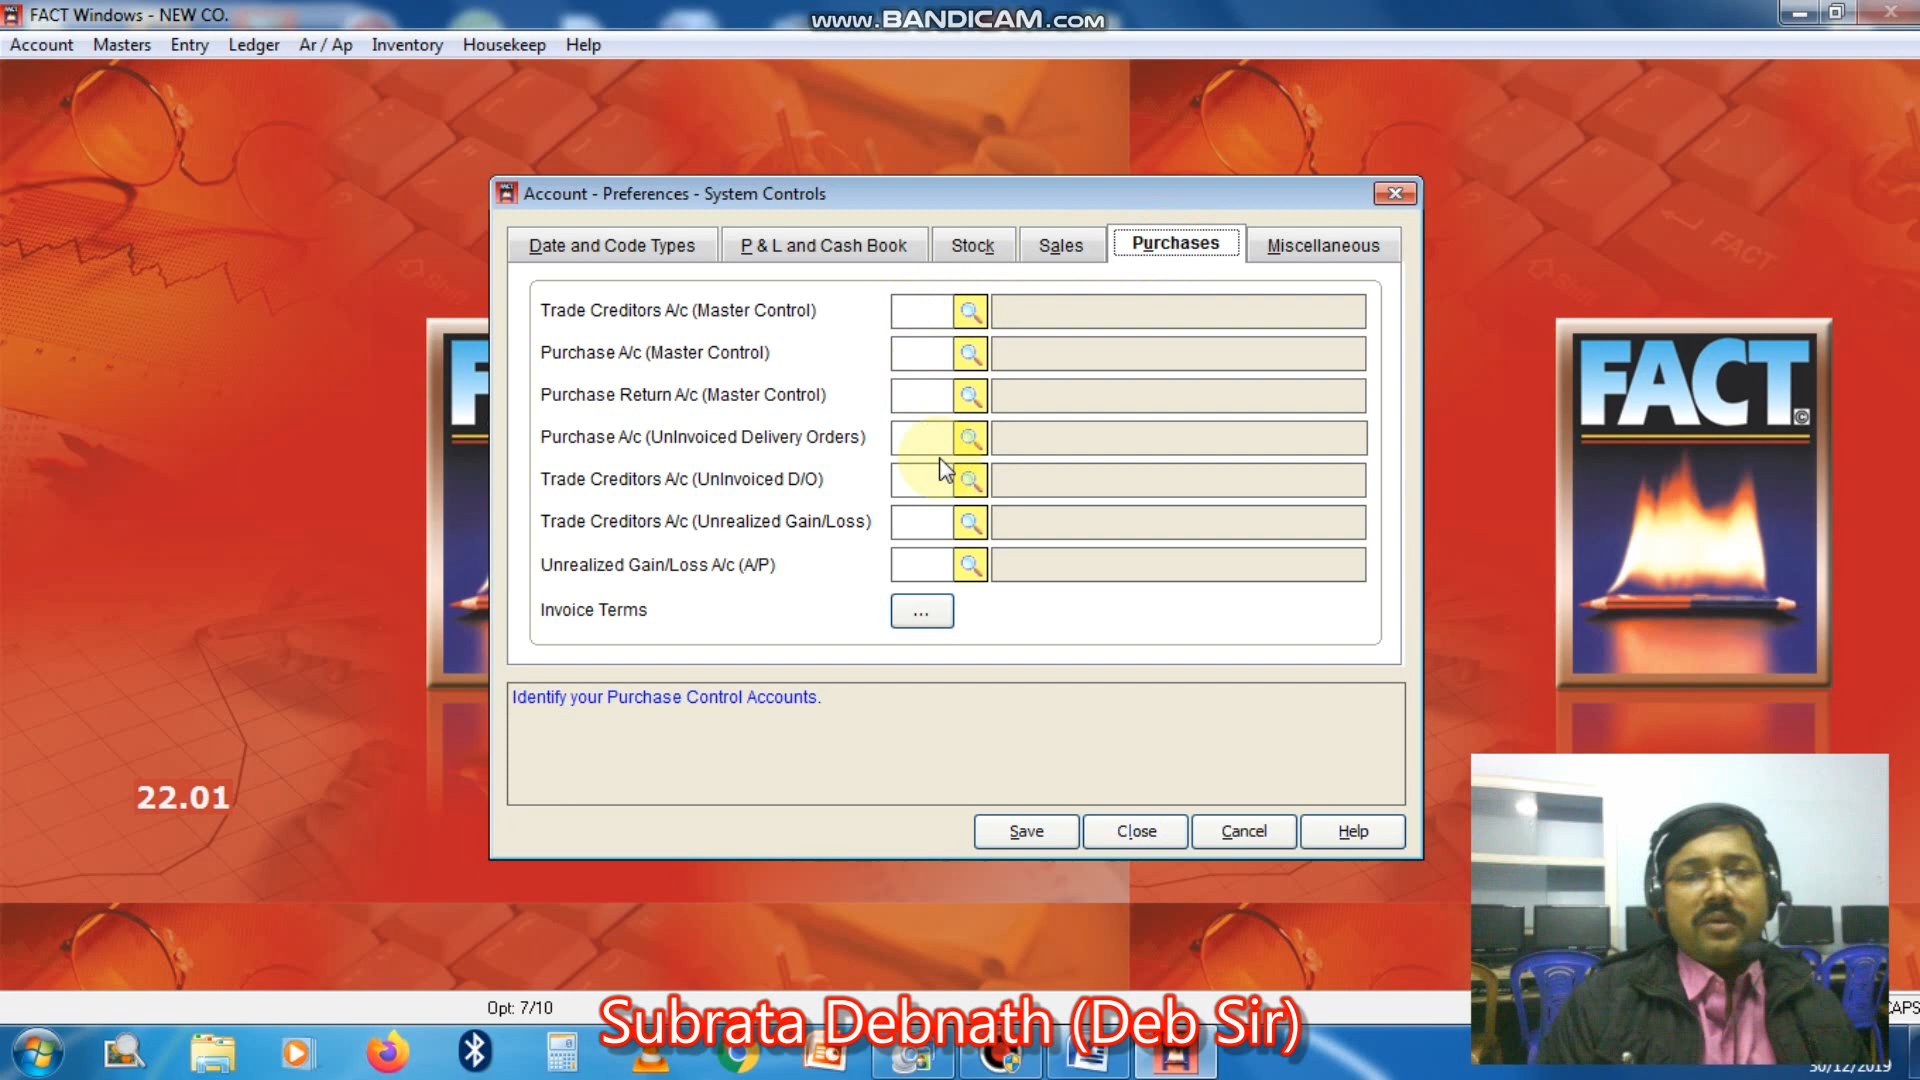 FACT Windows - NEW CO.
www.BANDICAM.com
Account Masters Entry Ledger Ar / Ap Inventory Housekeep Help
Account - Preferences - System Controls
Date and Code Types P & L and Cash Book Stock Sales Purchases Miscellaneous
Trade Creditors A/c (Master Control)
Purchase A/c (Master Control)
Purchase Return A/c (Master Control)
Purchase A/c (UnInvoiced Delivery Orders)
Trade Creditors A/c (UnInvoiced D/O)
Trade Creditors A/c (Unrealized Gain/Loss)
Unrealized Gain/Loss A/c (A/P)
Invoice Terms ...
Identify your Purchase Control Accounts.
Save Close Cancel Help
FACT
22.01
Opt: 7/10
CAPS
Subrata Debnath (Deb Sir)
30/12/2019